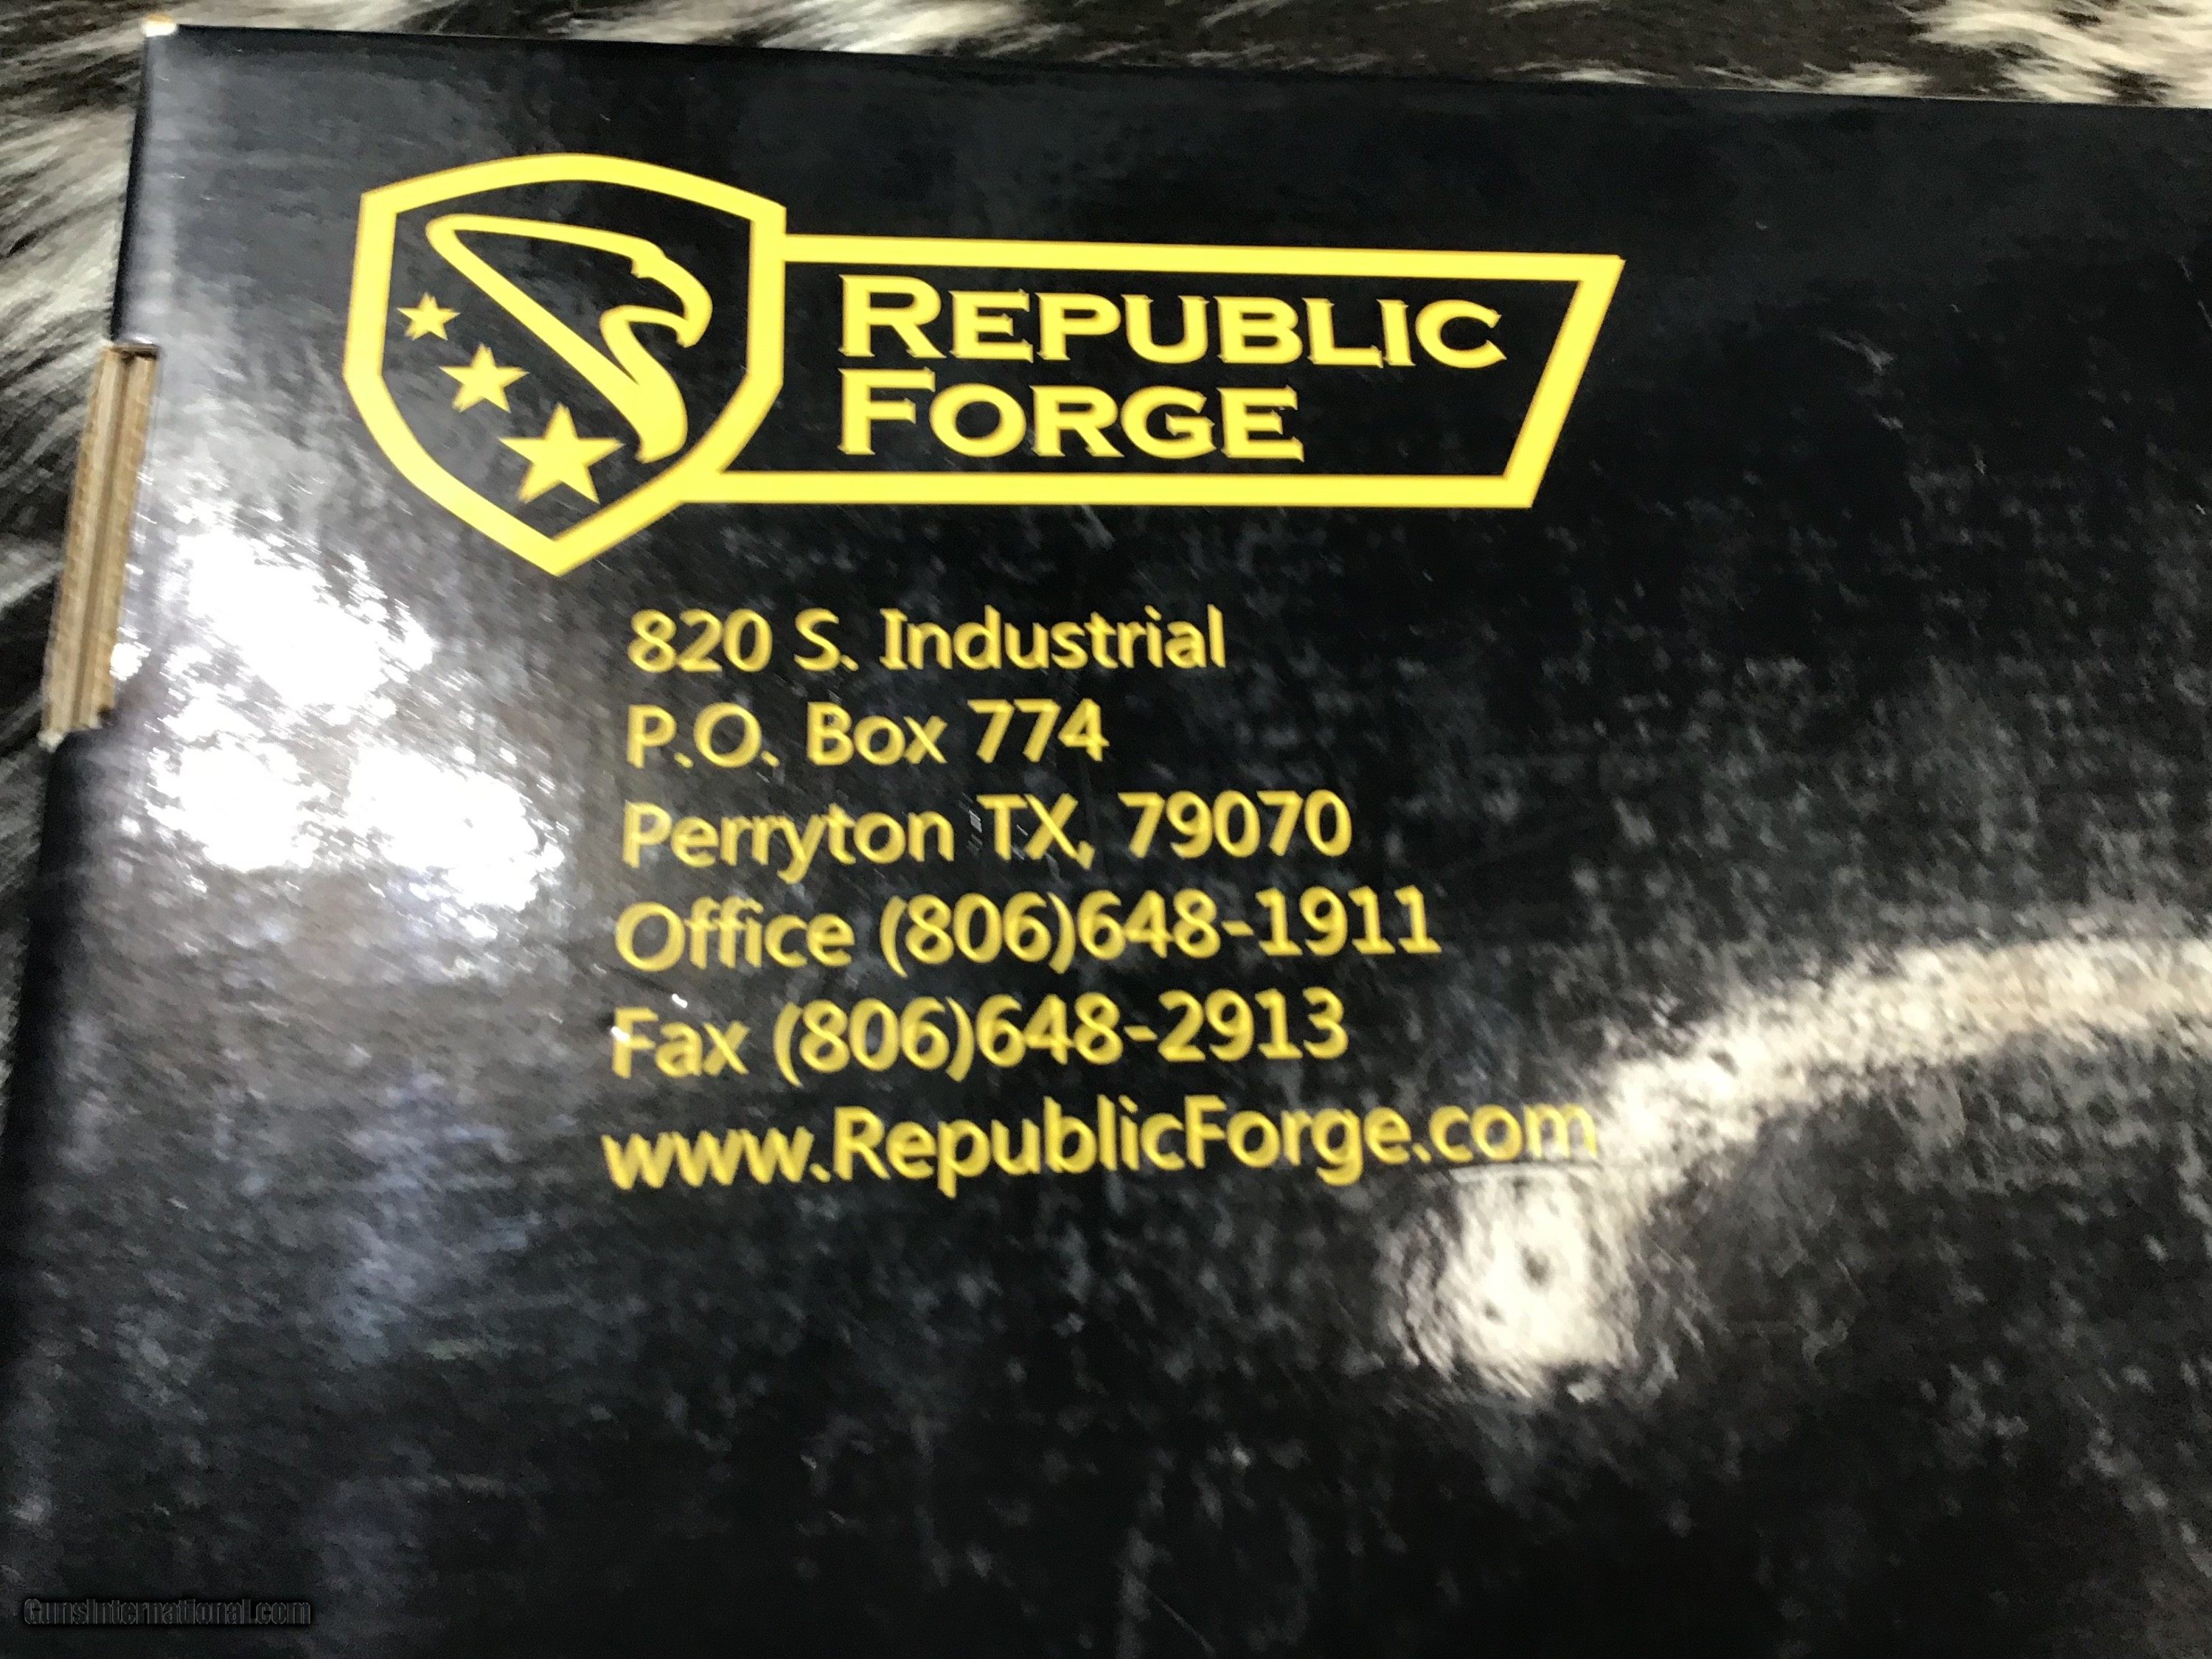 REPUBLIC
FORGE
820 S. Industrial
P.O. Box 774
Perryton TX, 79070
Office (806)648-1911
Fax (806)648-2913
www.RepublicForge.com
GunsInternational.com